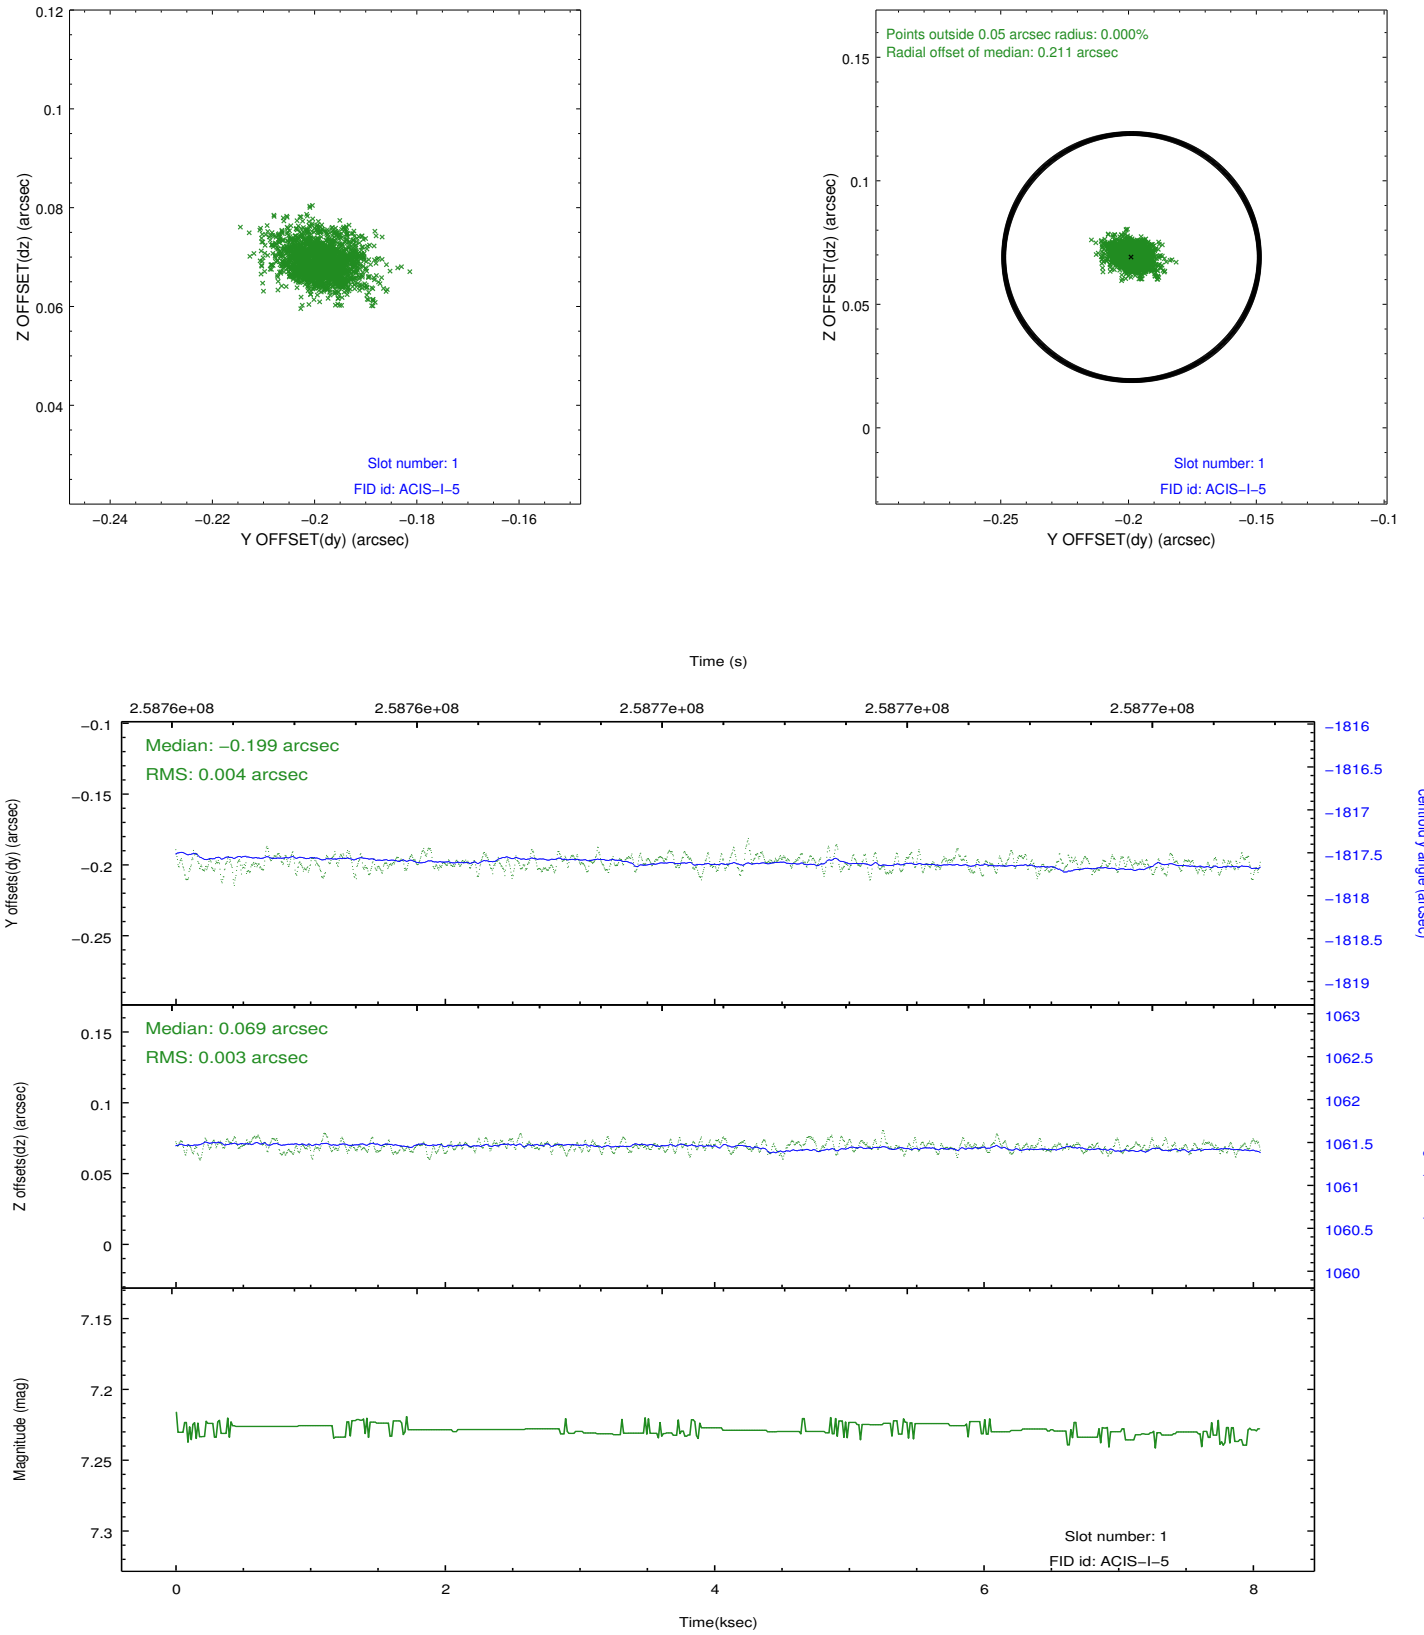 0.12
0.1
0.08
0.06
0.04
Z OFFSET(dz) (arcsec)
Slot number: 1
FID id: ACIS−I−5
−0.24
−0.22
−0.2
−0.18
−0.16
Y OFFSET(dy) (arcsec)
Points outside 0.05 arcsec radius: 0.000%
Radial offset of median: 0.211 arcsec
0.15
0.1
0.05
0
Z OFFSET(dz) (arcsec)
Slot number: 1
FID id: ACIS−I−5
−0.25
−0.2
−0.15
−0.1
Y OFFSET(dy) (arcsec)
Time (s)
2.5876e+08
2.5876e+08
2.5877e+08
2.5877e+08
2.5877e+08
−0.1
−0.15
−0.2
−0.25
Y offsets(dy) (arcsec)
Median: −0.199 arcsec
RMS: 0.004 arcsec
−1816
−1816.5
−1817
−1817.5
−1818
−1818.5
−1819
centroid y angle (arcsec)
0.15
0.1
0.05
0
Z offsets(dz) (arcsec)
Median: 0.069 arcsec
RMS: 0.003 arcsec
1063
1062.5
1062
1061.5
1061
1060.5
1060
7.15
7.2
7.25
7.3
Magnitude (mag)
Slot number: 1
FID id: ACIS−I−5
0
2
4
6
8
Time(ksec)